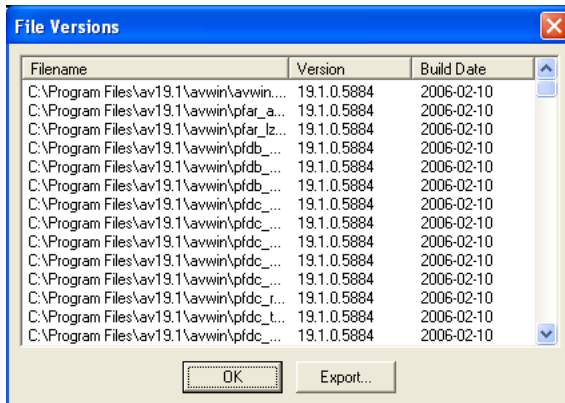 File Versions
Filename Version Build Date
C:\Program Files\av19.1\avwin\avwin.... 19.1.0.5884 2006-02-10
C:\Program Files\av19.1\avwin\pfar_a... 19.1.0.5884 2006-02-10
C:\Program Files\av19.1\avwin\pfar_lz... 19.1.0.5884 2006-02-10
C:\Program Files\av19.1\avwin\pfdb_... 19.1.0.5884 2006-02-10
C:\Program Files\av19.1\avwin\pfdb_... 19.1.0.5884 2006-02-10
C:\Program Files\av19.1\avwin\pfdb_... 19.1.0.5884 2006-02-10
C:\Program Files\av19.1\avwin\pfdc_... 19.1.0.5884 2006-02-10
C:\Program Files\av19.1\avwin\pfdc_... 19.1.0.5884 2006-02-10
C:\Program Files\av19.1\avwin\pfdc_... 19.1.0.5884 2006-02-10
C:\Program Files\av19.1\avwin\pfdc_... 19.1.0.5884 2006-02-10
C:\Program Files\av19.1\avwin\pfdc_... 19.1.0.5884 2006-02-10
C:\Program Files\av19.1\avwin\pfdc_r... 19.1.0.5884 2006-02-10
C:\Program Files\av19.1\avwin\pfdc_t... 19.1.0.5884 2006-02-10
C:\Program Files\av19.1\avwin\pfdc_... 19.1.0.5884 2006-02-10
OK Export...